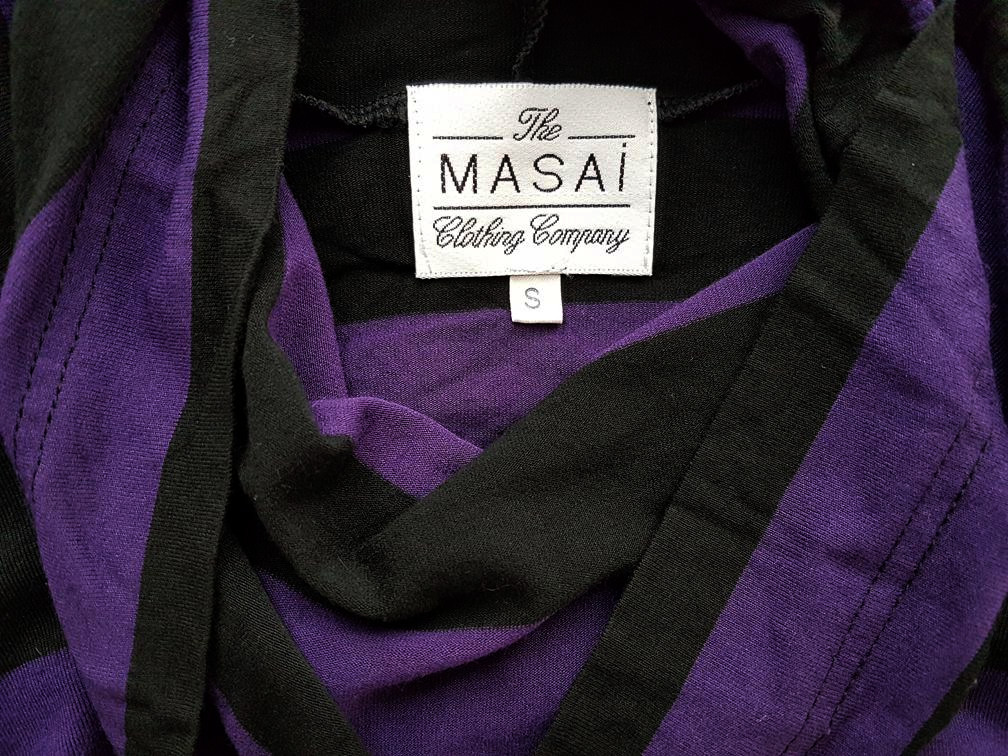 The
MASAi
Clothing Company
S